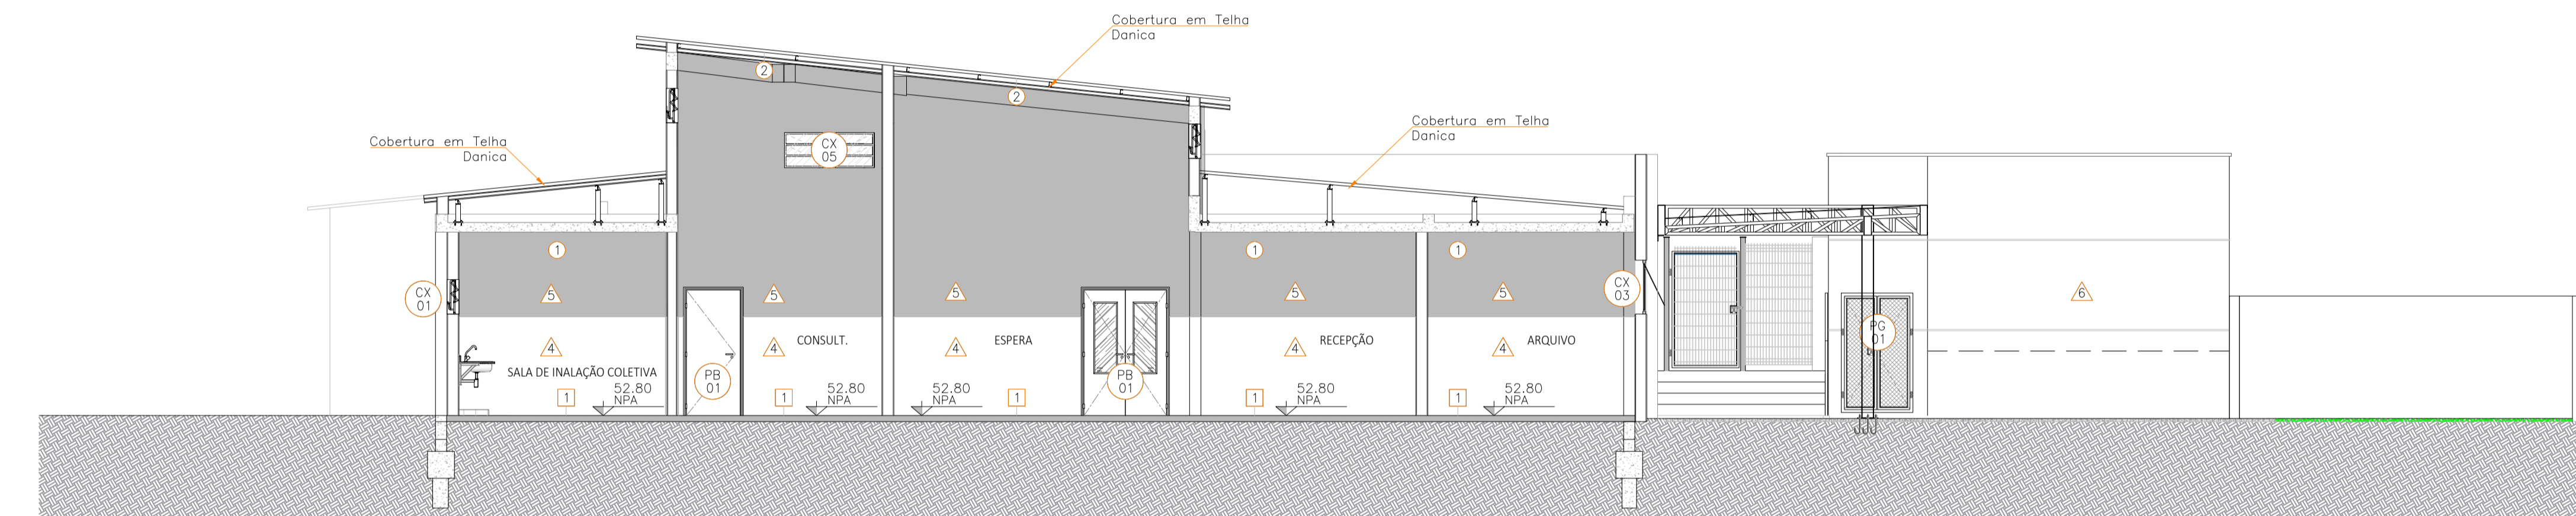 Cobertura em Telha
Danica
2
2
Cobertura em Telha
Danica
Cobertura em Telha
Danica
CX
05
1
1
1
CX
01
5
5
5
5
5
CX
03
6
PG
01
4
4
CONSULT.
4
ESPERA
4
RECEPÇÃO
4
ARQUIVO
SALA DE INALAÇÃO COLETIVA
PB
01
PB
01
1
52.80
NPA
1
52.80
NPA
52.80
NPA
1
1
52.80
NPA
1
52.80
NPA